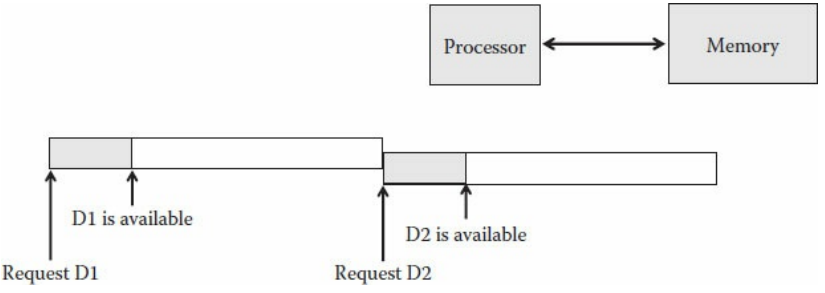 Processor
Memory
D1 is available
D2 is available
Request D1
Request D2